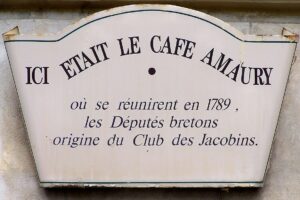 ICI ETAIT LE CAFE AMAURY
où se réunirent en 1789,
les Députés bretons
origine du Club des Jacobins.